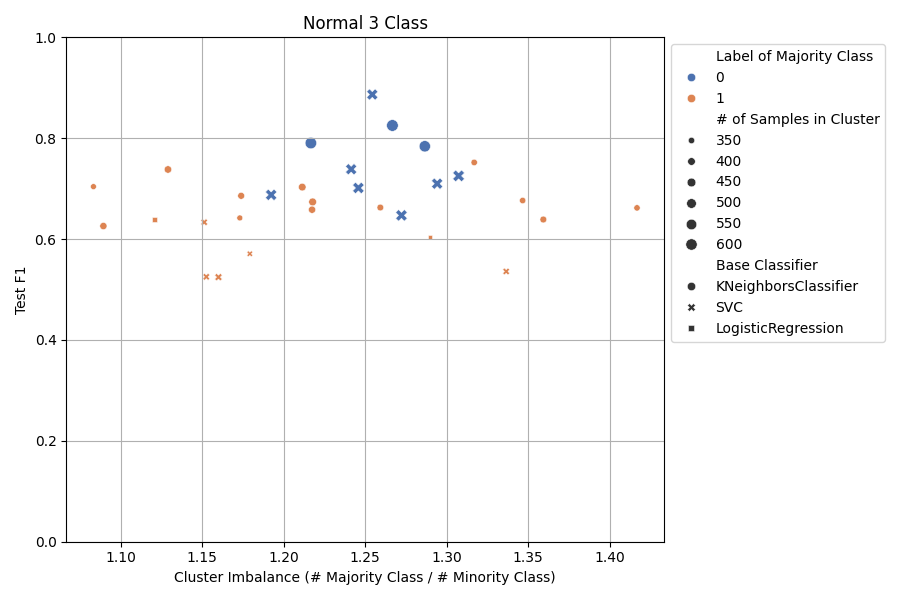 Normal 3 Class
1.0
0.8
0.6
0.4
0.2
0.0
Test F1
1.10
1.15
1.20
1.25
1.30
1.35
1.40
Cluster Imbalance (# Majority Class / # Minority Class)
Label of Majority Class
0
1
# of Samples in Cluster
350
400
450
500
550
600
Base Classifier
KNeighborsClassifier
SVC
LogisticRegression